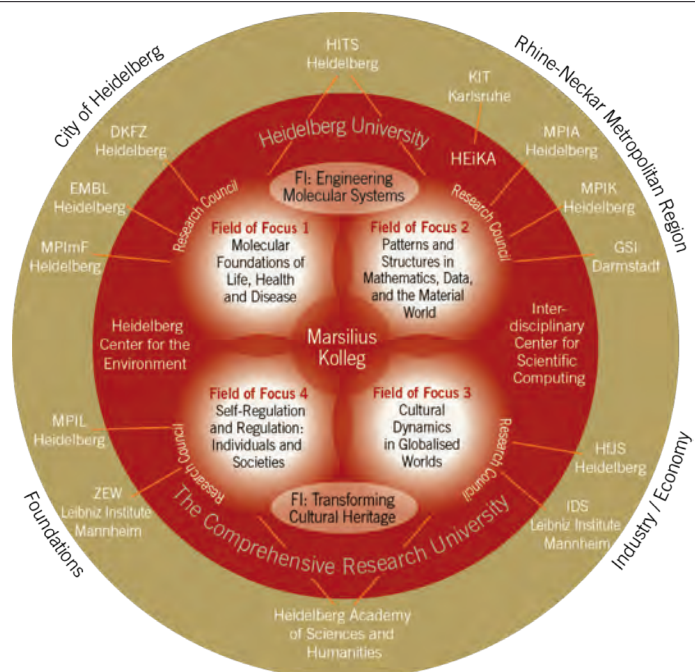 City of Heidelberg
Rhine-Neckar Metropolitan Region
HITS
Heidelberg
KIT
Karlsruhe
DKFZ
Heidelberg
Heidelberg University
HEiKA
MPIA
Heidelberg
EMBL
Heidelberg
Research Council
FI: Engineering
Molecular Systems
Research Council
MPIK
Heidelberg
MPImF
Heidelberg
Field of Focus 1
Molecular
Foundations of
Life, Health
and Disease
Field of Focus 2
Patterns and
Structures in
Mathematics, Data,
and the Material
World
GSI
Darmstadt
Heidelberg
Center for the
Environment
Marsilius
Kolleg
Inter-
disciplinary
Center for
Scientific
Computing
MPIL
Heidelberg
Field of Focus 4
Self-Regulation
and Regulation:
Individuals and
Societies
Field of Focus 3
Cultural
Dynamics
in Globalised
Worlds
HfJS
Heidelberg
ZEW
Leibniz Institute
Mannheim
Research Council
FI: Transforming
Cultural Heritage
Research Council
IDS
Leibniz Institute
Mannheim
The Comprehensive Research University
Foundations
Industry / Economy
Heidelberg Academy
of Sciences and
Humanities